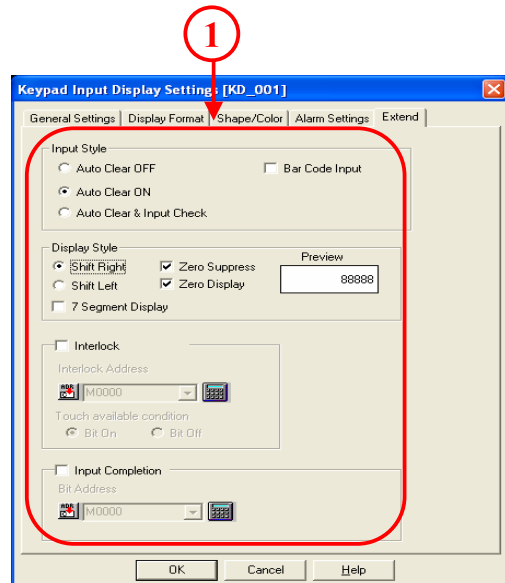 1
Keypad Input Display Settings [KD_001]
General Settings Display Format Shape/Color Alarm Settings Extend
Input Style
Auto Clear OFF Bar Code Input
Auto Clear ON
Auto Clear & Input Check
Display Style
Preview
Shift Right Zero Suppress
88888
Shift Left Zero Display
7 Segment Display
Interlock
Interlock Address
ADR M0000
Touch available condition
Bit On Bit Off
Input Completion
Bit Address
ADR M0000
OK Cancel Help